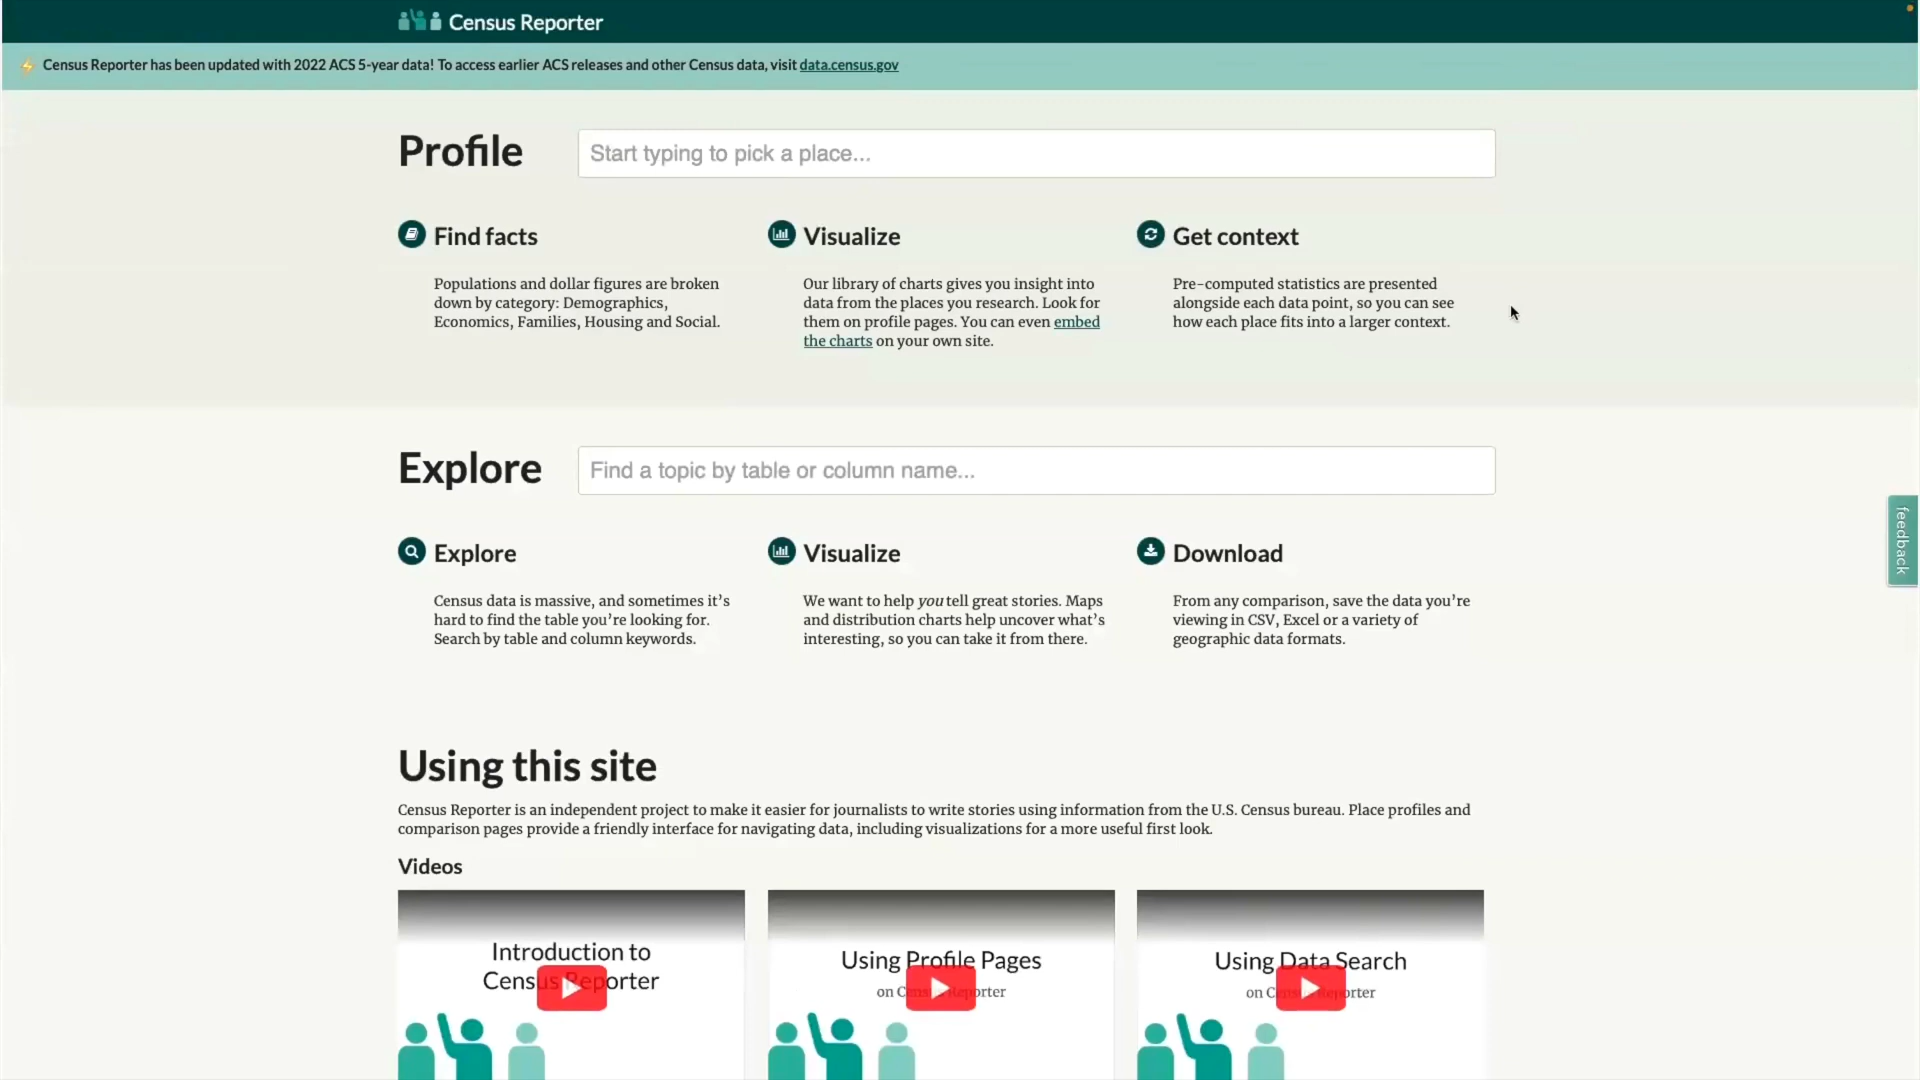 Census Reporter
Census Reporter has been updated with 2022 ACS 5-year data! To access earlier ACS releases and other Census data, visit data.census.gov
Profile
Start typing to pick a place...
Find facts
Populations and dollar figures are broken
down by category: Demographics,
Economics, Families, Housing and Social.
Visualize
Our library of charts gives you insight into
data from the places you research. Look for
them on profile pages. You can even embed
the charts on your own site.
Get context
Pre-computed statistics are presented
alongside each data point, so you can see
how each place fits into a larger context.
Explore
Find a topic by table or column name...
feedback
Explore
Census data is massive, and sometimes it's
hard to find the table you're looking for.
Search by table and column keywords.
Visualize
We want to help you tell great stories. Maps
and distribution charts help uncover what's
interesting, so you can take it from there.
Download
From any comparison, save the data you're
viewing in CSV, Excel or a variety of
geographic data formats.
Using this site
Census Reporter is an independent project to make it easier for journalists to write stories using information from the U.S. Census bureau. Place profiles and
comparison pages provide a friendly interface for navigating data, including visualizations for a more useful first look.
Videos
Introduction to
Census Reporter
Using Profile Pages
on Census Reporter
Using Data Search
on Census Reporter